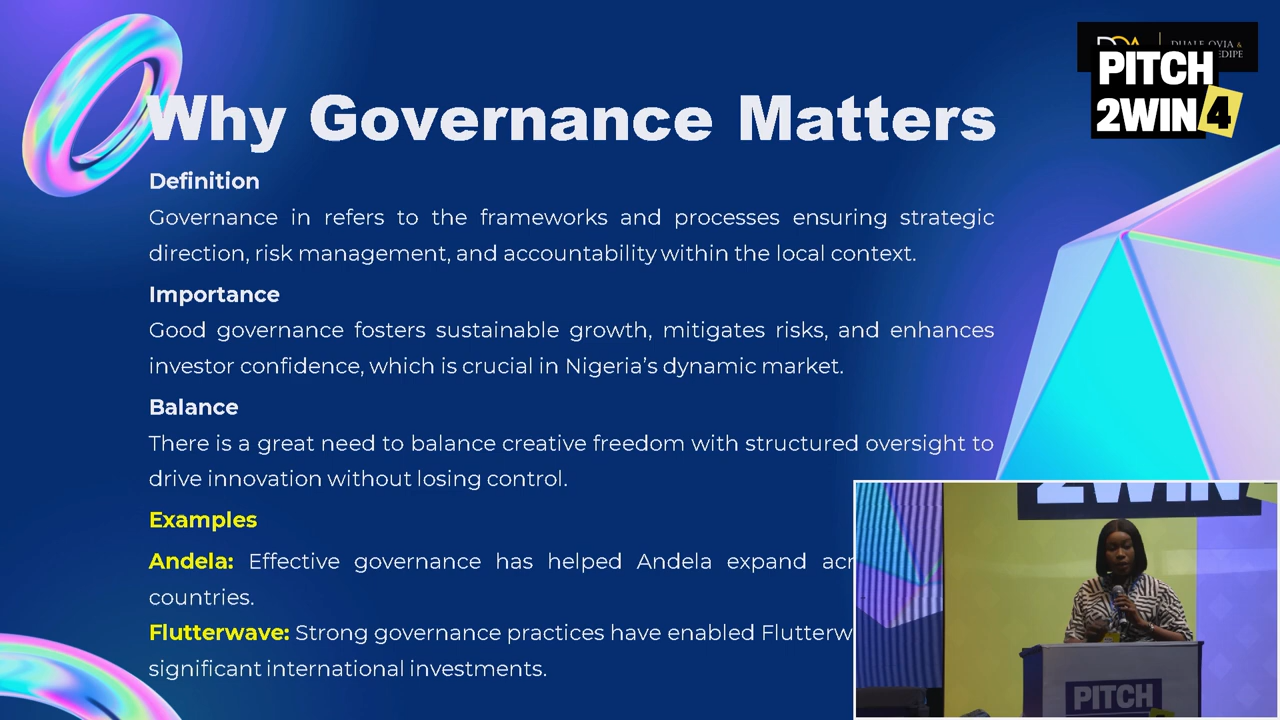 PITCH
2WIN 4
Why Governance Matters
Definition
Governance in refers to the frameworks and processes ensuring strategic
direction, risk management, and accountability within the local context.
Importance
Good governance fosters sustainable growth, mitigates risks, and enhances
investor confidence, which is crucial in Nigeria’s dynamic market.
Balance
There is a great need to balance creative freedom with structured oversight to
drive innovation without losing control.
Examples
Andela: Effective governance has helped Andela expand
countries.
Flutterwave: Strong governance practices have enabled
significant international investments.
2WIN
PITCH